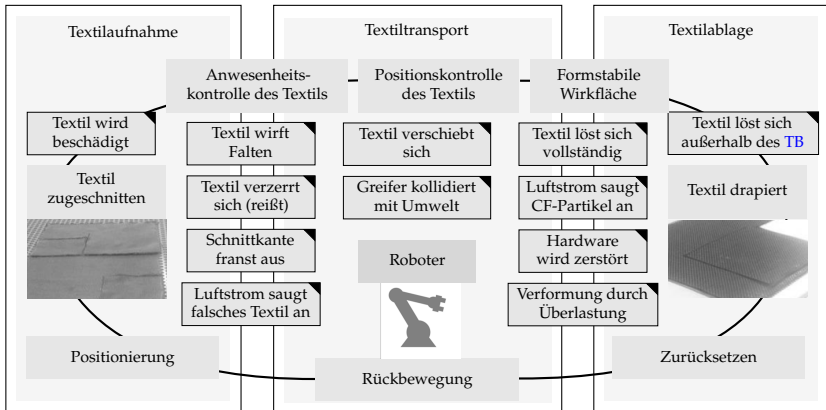 Textilaufnahme
Textiltransport
Textilablage
Anwesenheits-
kontrolle des Textils
Positionskontrolle
des Textils
Formstabile
Wirkfläche
Textil wird
beschädigt
Textil wirft
Falten
Textil verschiebt
sich
Textil löst sich
vollständig
Textil löst sich
außerhalb des TB
Textil
zugeschnitten
Textil verzerrt
sich (reißt)
Greifer kollidiert
mit Umwelt
Luftstrom saugt
CF-Partikel an
Textil drapiert
Schnittkante
franst aus
Roboter
Hardware
wird zerstört
Luftstrom saugt
falsches Textil an
Verformung durch
Überlastung
Positionierung
Rückbewegung
Zurücksetzen